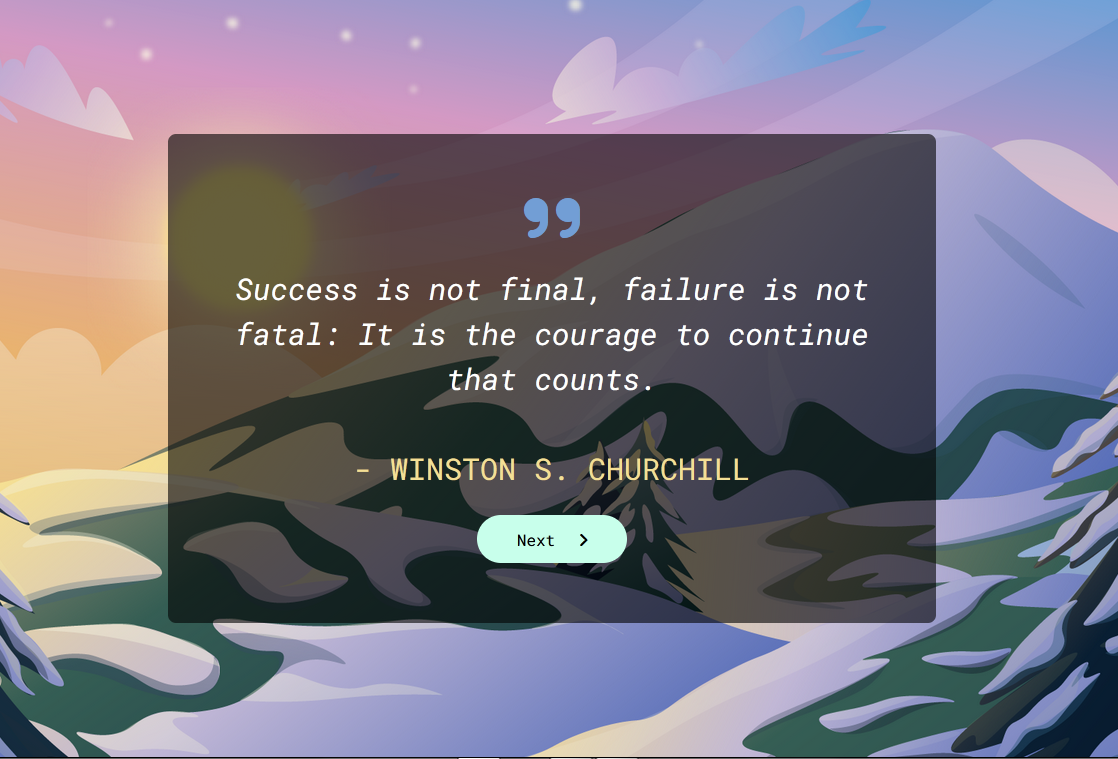 Success is not final, failure is not
fatal: It is the courage to continue
that counts.
- WINSTON S. CHURCHILL
Next